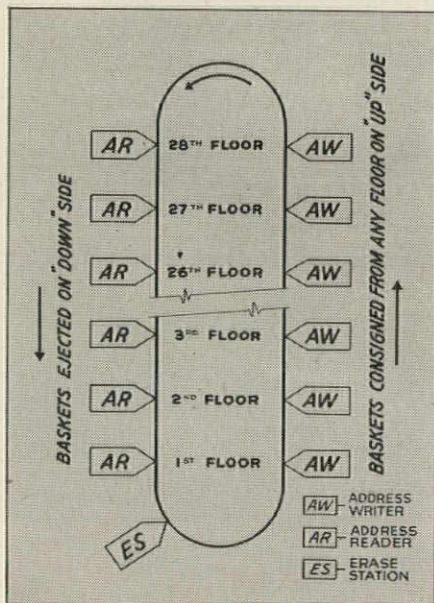 BASKETS EJECTED ON "DOWN" SIDE
AR 28TH FLOOR AW
AR 27TH FLOOR AW
AR 26TH FLOOR AW
AR 3RD FLOOR AW
AR 2ND FLOOR AW
AR 1ST FLOOR AW
ES
BASKETS CONSIGNED FROM ANY FLOOR ON "UP" SIDE
AW - ADDRESS
WRITER
AR - ADDRESS
READER
ES - ERASE
STATION